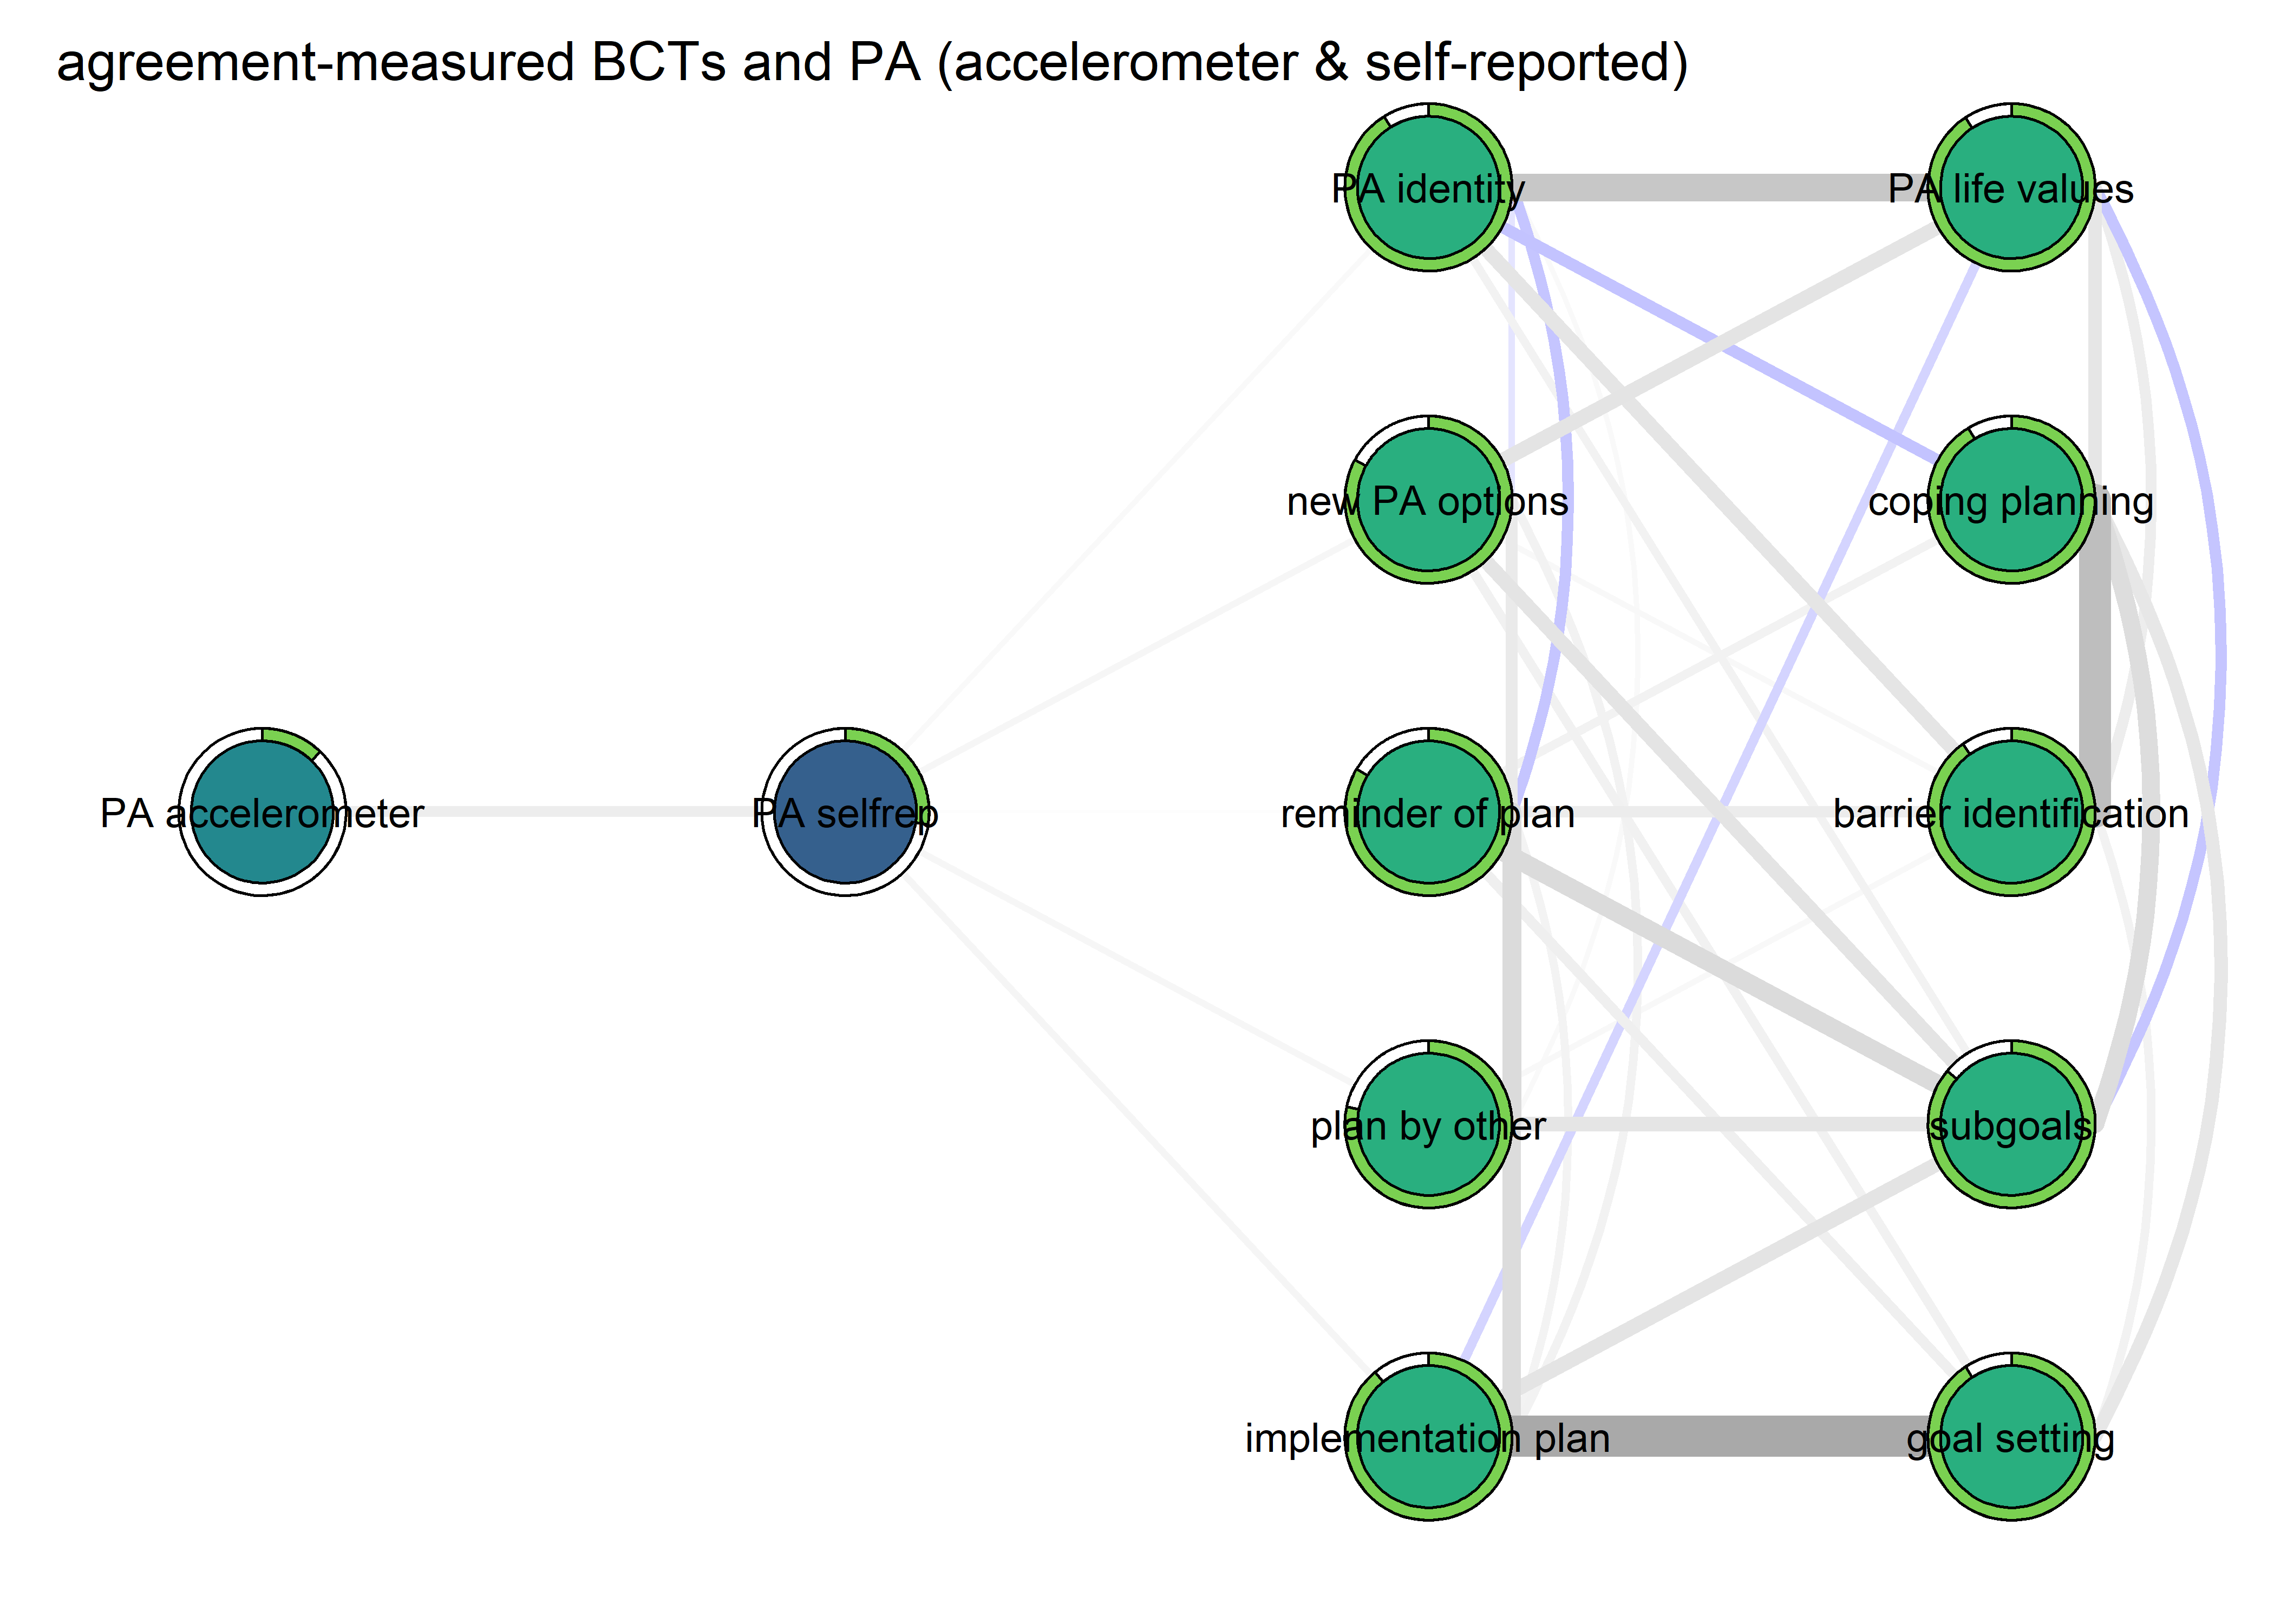 agreement-measured BCTs and PA (accelerometer & self-reported)
PA identity
PA life values
new PA options
coping planning
PA accelerometer
PA selfrep
reminder of plan
barrier identification
plan by other
subgoals
implementation plan
goal setting